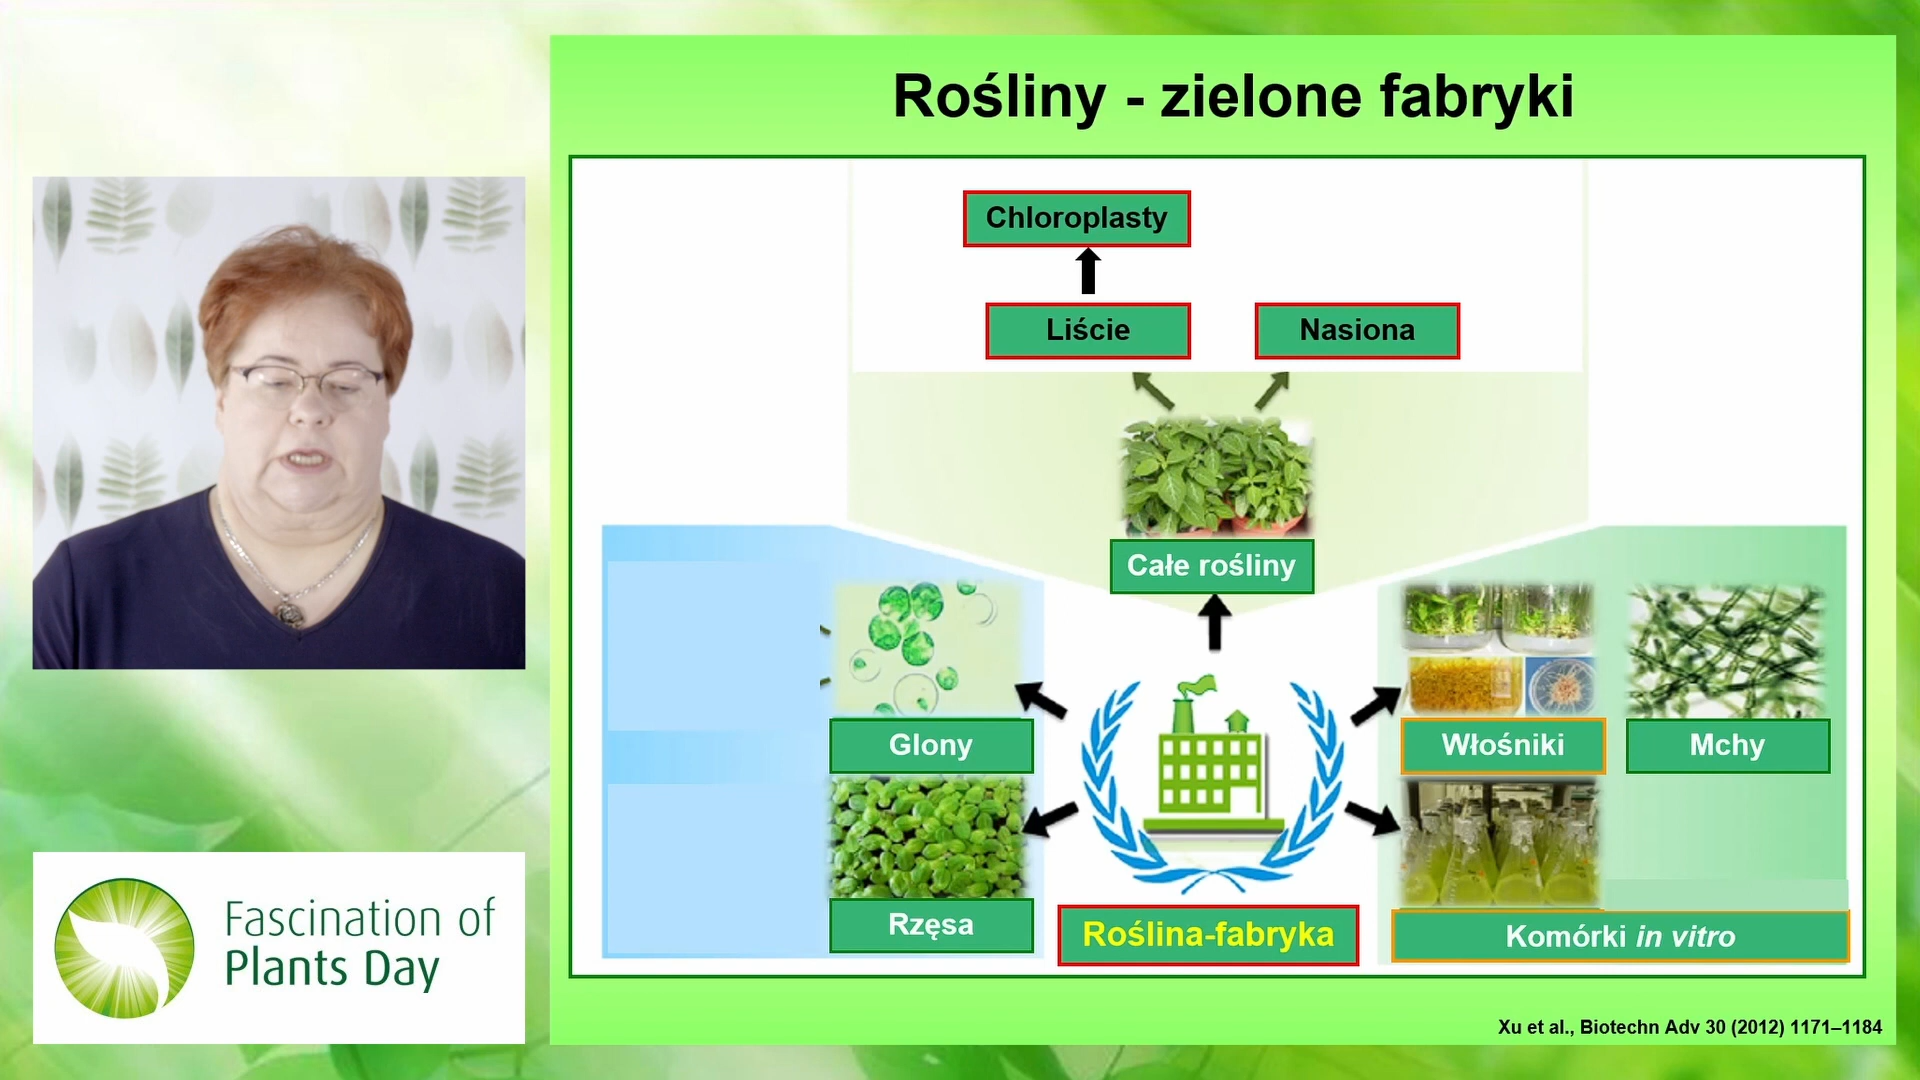 Rośliny - zielone fabryki
Chloroplasty
Liście
Nasiona
Całe rośliny
Glony
Włośniki
Mchy
Rzęsa
Roślina-fabryka
Komórki in vitro
Fascination of
Plants Day
Xu et al., Biotechn Adv 30 (2012) 1171–1184